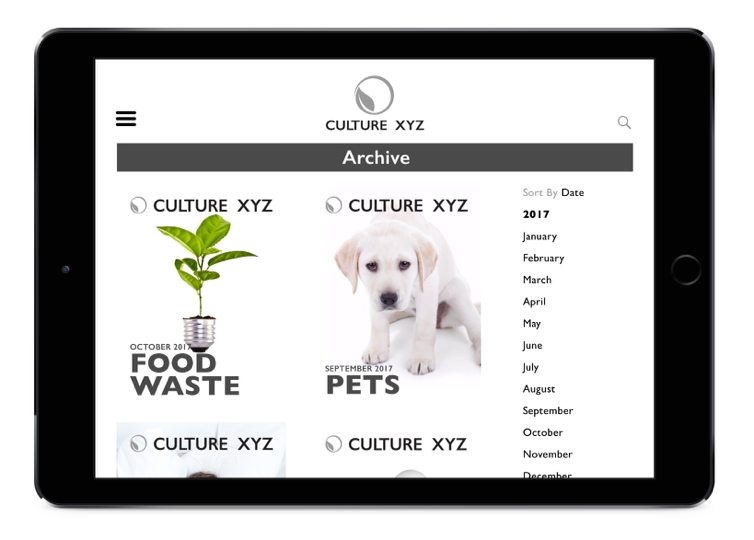 CULTURE XYZ
Archive
CULTURE XYZ
OCTOBER 2017
FOOD
WASTE
CULTURE XYZ
SEPTEMBER 2017
PETS
CULTURE XYZ
CULTURE XYZ
Sort By Date
2017
January
February
March
April
May
June
July
August
September
October
November
December